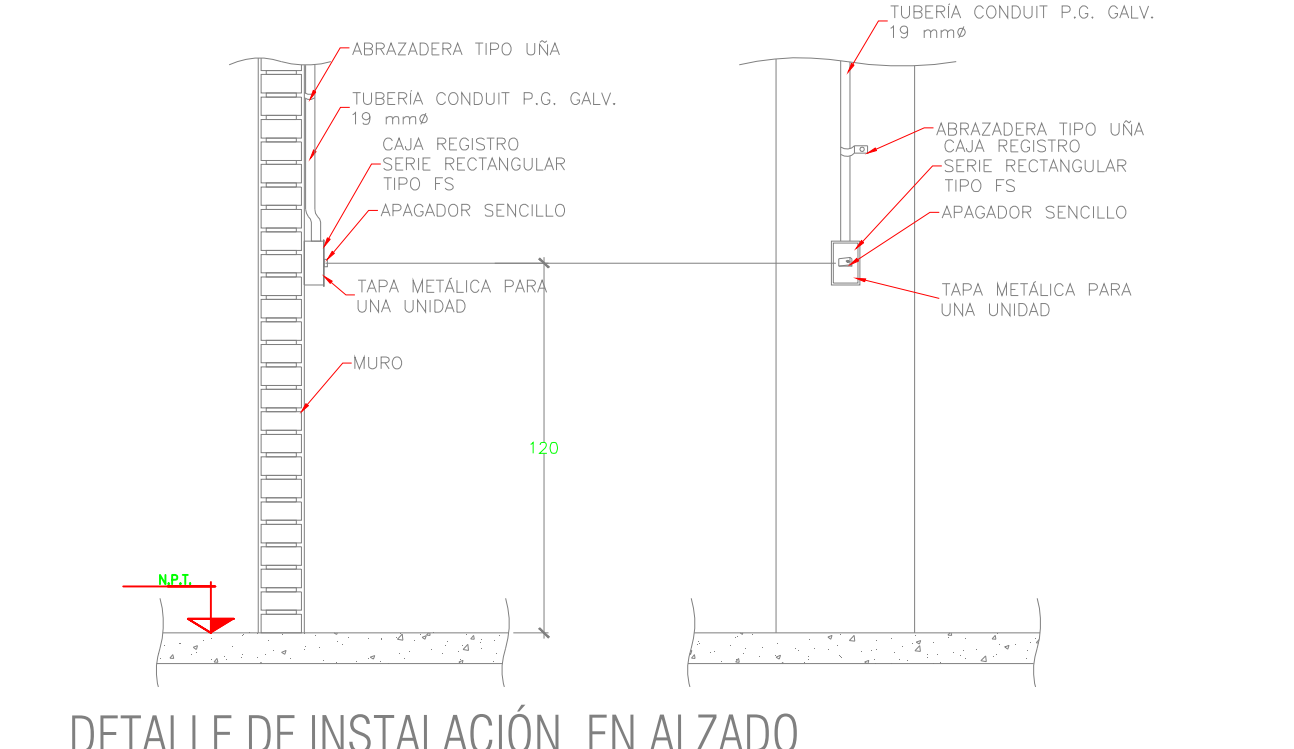 ABRAZADERA TIPO UÑA
TUBERÍA CONDUIT P.G. GALV.
19 mmø
CAJA REGISTRO
SERIE RECTANGULAR
TIPO FS
APAGADOR SENCILLO
TAPA METÁLICA PARA
UNA UNIDAD
MURO
120
N.P.T.
TUBERÍA CONDUIT P.G. GALV.
19 mmø
ABRAZADERA TIPO UÑA
CAJA REGISTRO
SERIE RECTANGULAR
TIPO FS
APAGADOR SENCILLO
TAPA METÁLICA PARA
UNA UNIDAD
DETALLE DE INSTALACIÓN EN ALZADO